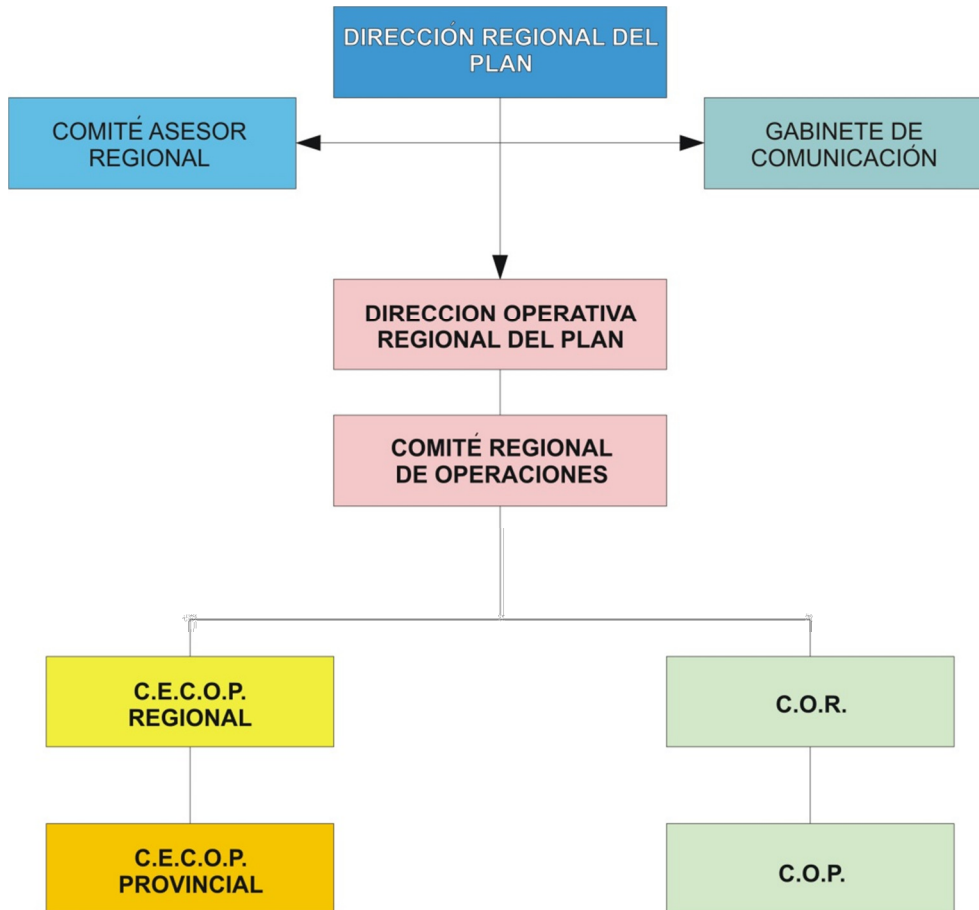 DIRECCIÓN REGIONAL DEL
PLAN
COMITÉ ASESOR
REGIONAL
GABINETE DE
COMUNICACIÓN
DIRECCION OPERATIVA
REGIONAL DEL PLAN
COMITÉ REGIONAL
DE OPERACIONES
C.E.C.O.P.
REGIONAL
C.O.R.
C.E.C.O.P.
PROVINCIAL
C.O.P.